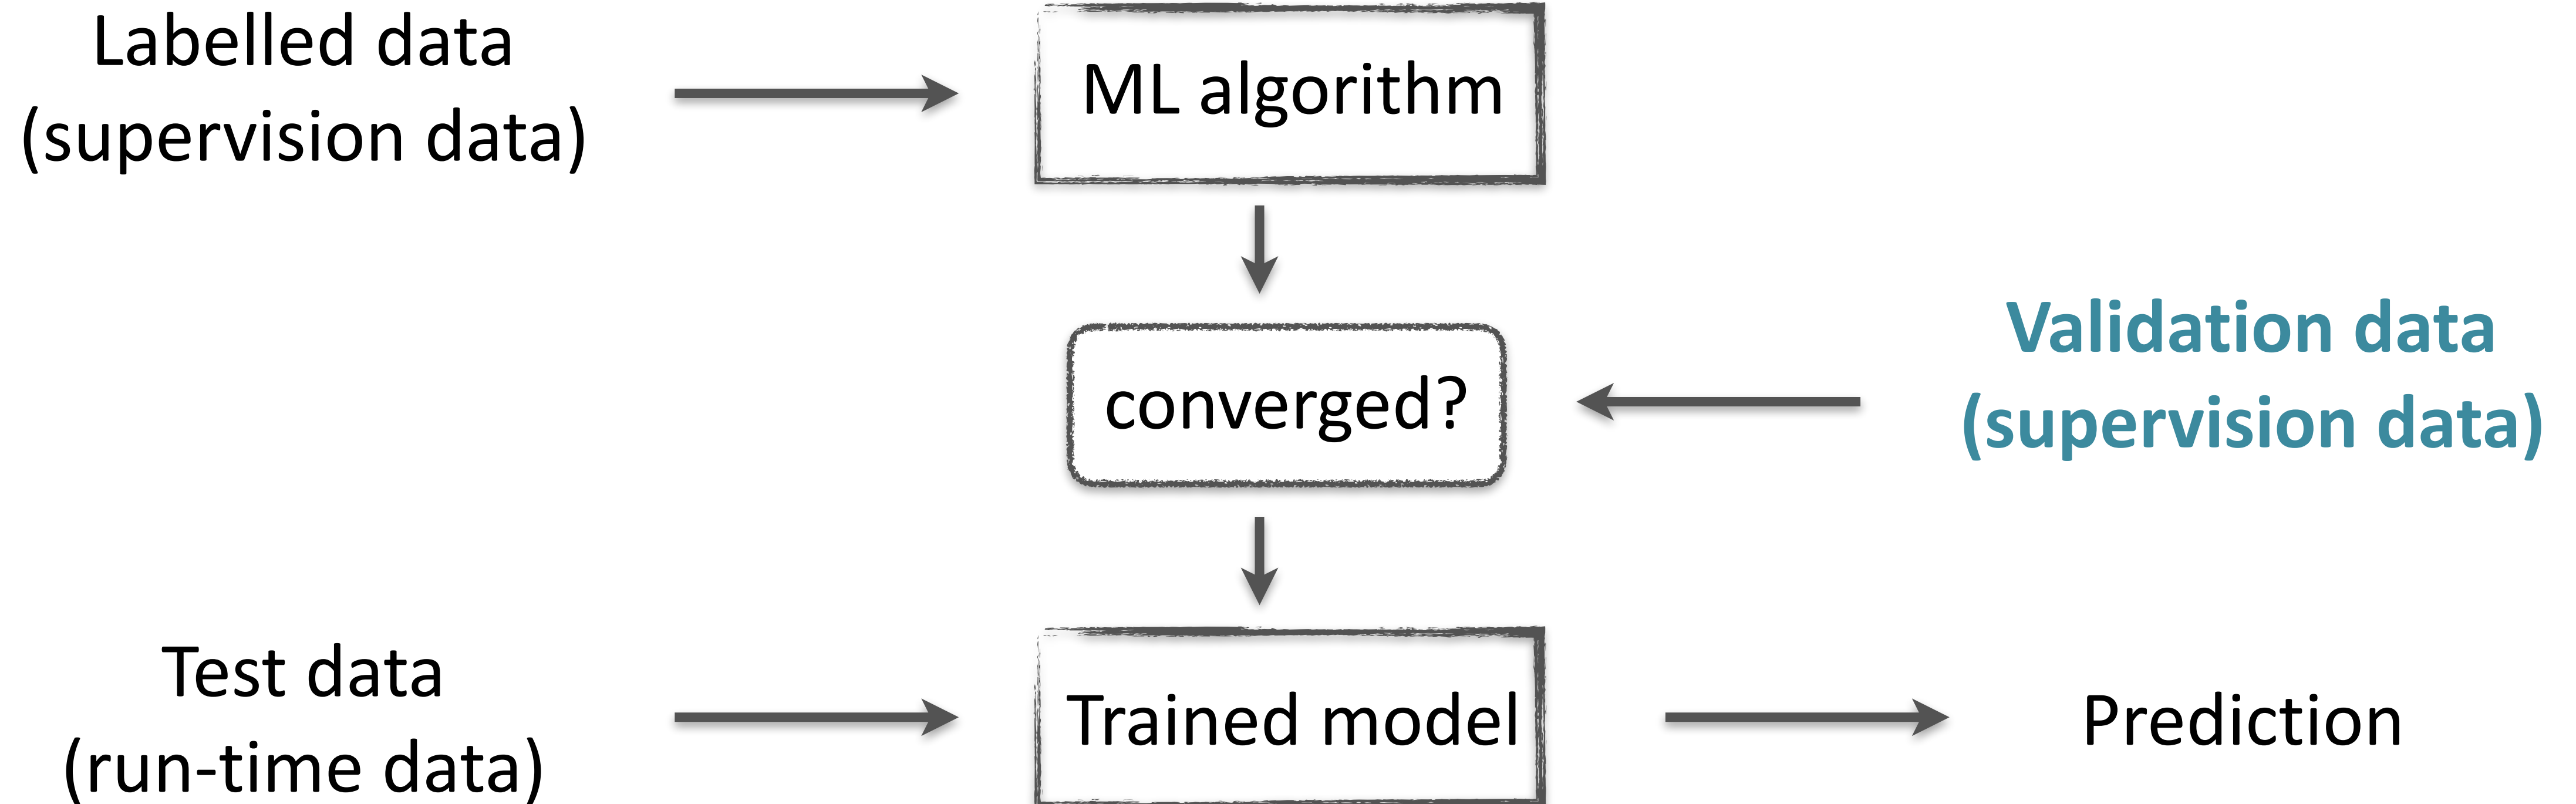 Labelled data
(supervision data)
ML algorithm
converged?
Validation data
(supervision data)
Test data
(run-time data)
Trained model
Prediction